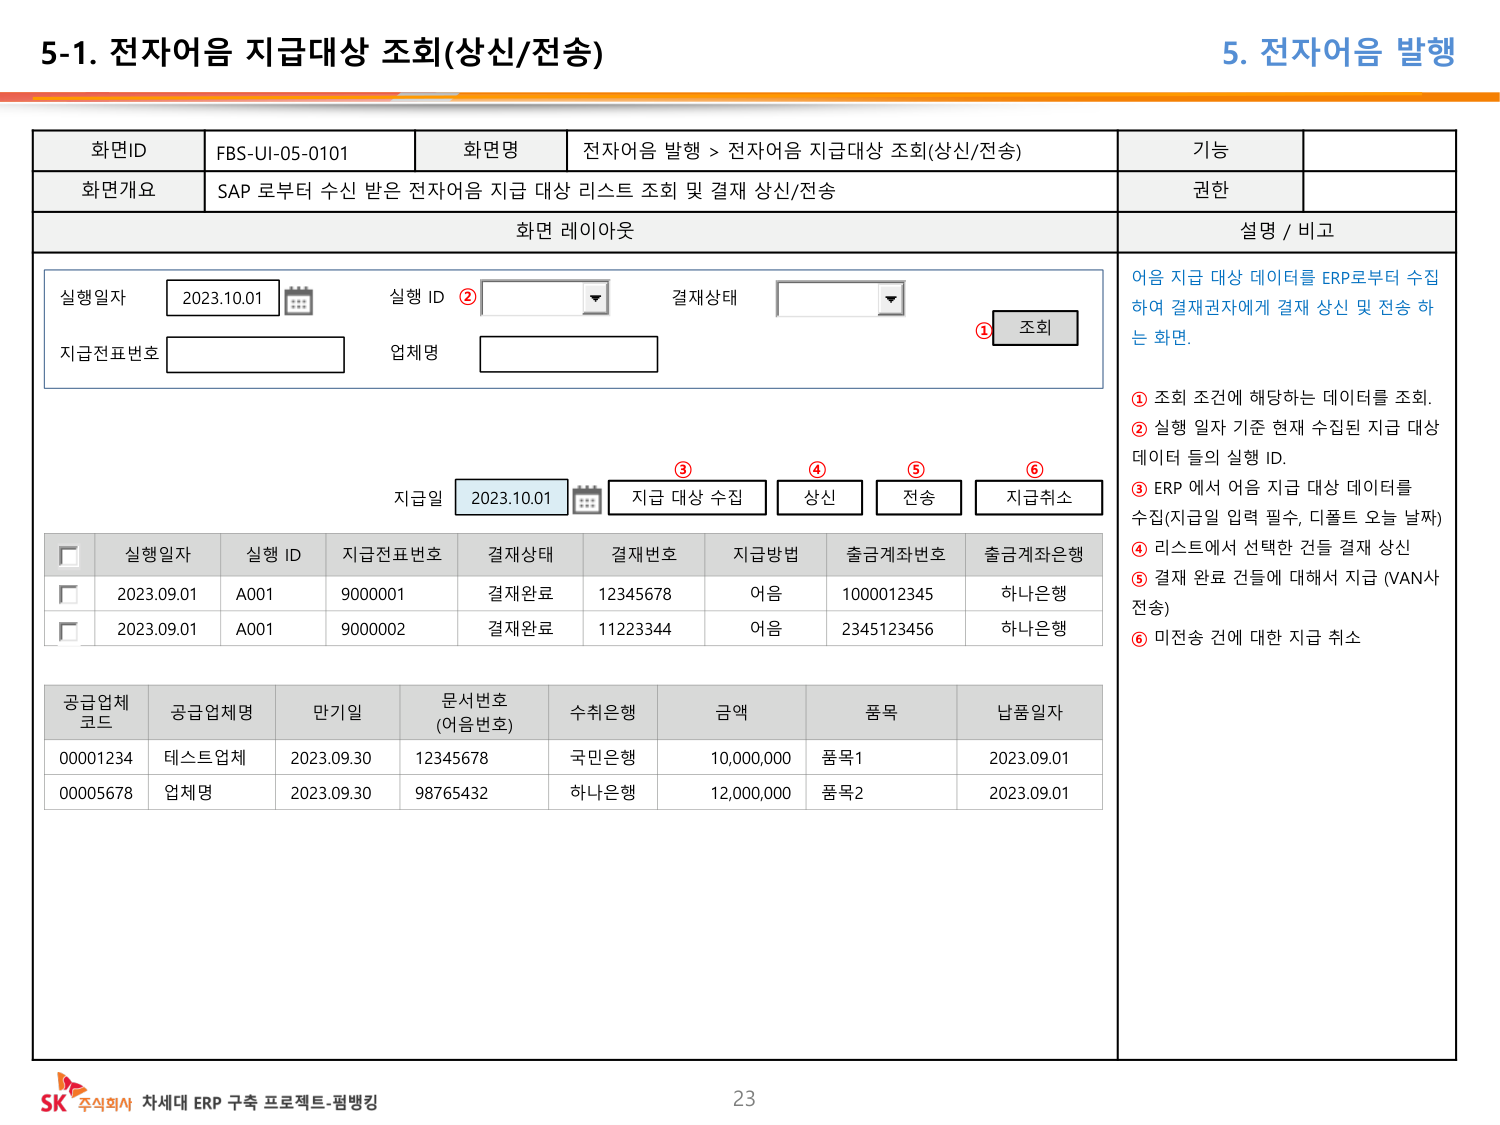 5-1. 전자어음 지급대상 조회(상신/전송)
5. 전자어음 발행
화면ID FBS-UI-05-0101 화면명 전자어음 발행 > 전자어음 지급대상 조회(상신/전송) 기능
화면개요 SAP 로부터 수신 받은 전자어음 지급 대상 리스트 조회 및 결재 상신/전송 권한
화면 레이아웃 설명 / 비고
실행일자 2023.10.01 실행 ID ② 결재상태
① 조회
지급전표번호 업체명
③ ④ ⑤ ⑥
지급일 2023.10.01 지급 대상 수집 상신 전송 지급취소
실행일자 실행 ID 지급전표번호 결재상태 결재번호 지급방법 출금계좌번호 출금계좌은행
2023.09.01 A001 9000001 결재완료 12345678 어음 1000012345 하나은행
2023.09.01 A001 9000002 결재완료 11223344 어음 2345123456 하나은행
공급업체
코드 공급업체명 만기일 문서번호
(어음번호) 수취은행 금액 품목 납품일자
00001234 테스트업체 2023.09.30 12345678 국민은행 10,000,000 품목1 2023.09.01
00005678 업체명 2023.09.30 98765432 하나은행 12,000,000 품목2 2023.09.01
어음 지급 대상 데이터를 ERP로부터 수집
하여 결재권자에게 결재 상신 및 전송 하
는 화면.
① 조회 조건에 해당하는 데이터를 조회.
② 실행 일자 기준 현재 수집된 지급 대상
데이터 들의 실행 ID.
③ ERP 에서 어음 지급 대상 데이터를
수집(지급일 입력 필수, 디폴트 오늘 날짜)
④ 리스트에서 선택한 건들 결재 상신
⑤ 결재 완료 건들에 대해서 지급 (VAN사
전송)
⑥ 미전송 건에 대한 지급 취소
SK 주식회사 차세대 ERP 구축 프로젝트-펌뱅킹
23